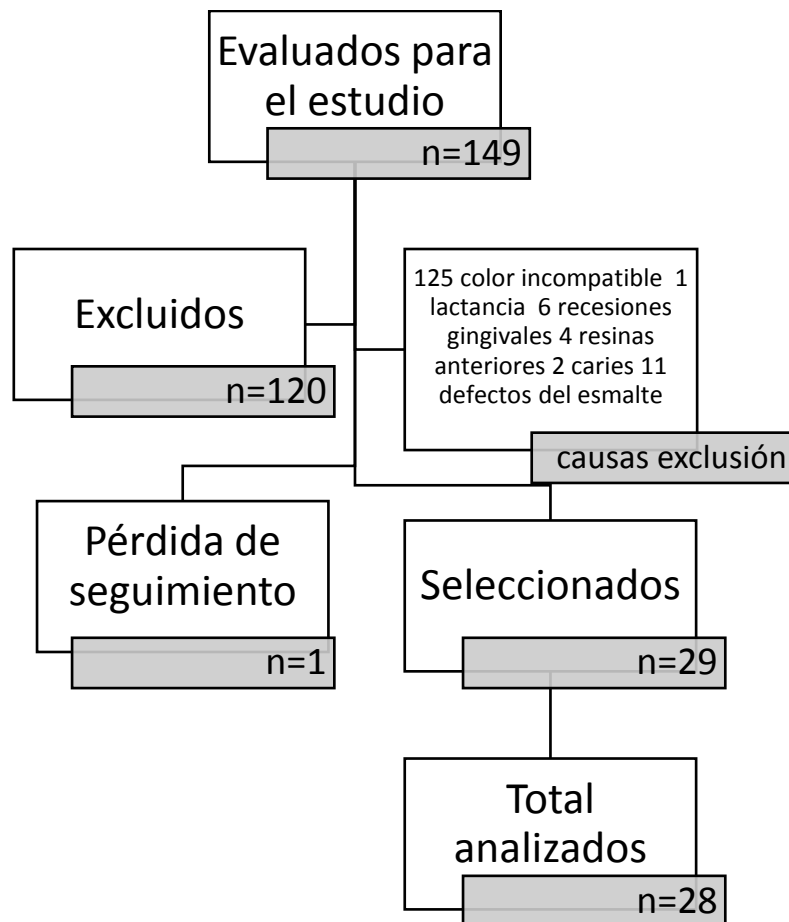 Evaluados para
el estudio
n=149
Excluidos
n=120
125 color incompatible 1
lactancia 6 recesiones
gingivales 4 resinas
anteriores 2 caries 11
defectos del esmalte
causas exclusión
Pérdida de
seguimiento
n=1
Seleccionados
n=29
Total
analizados
n=28